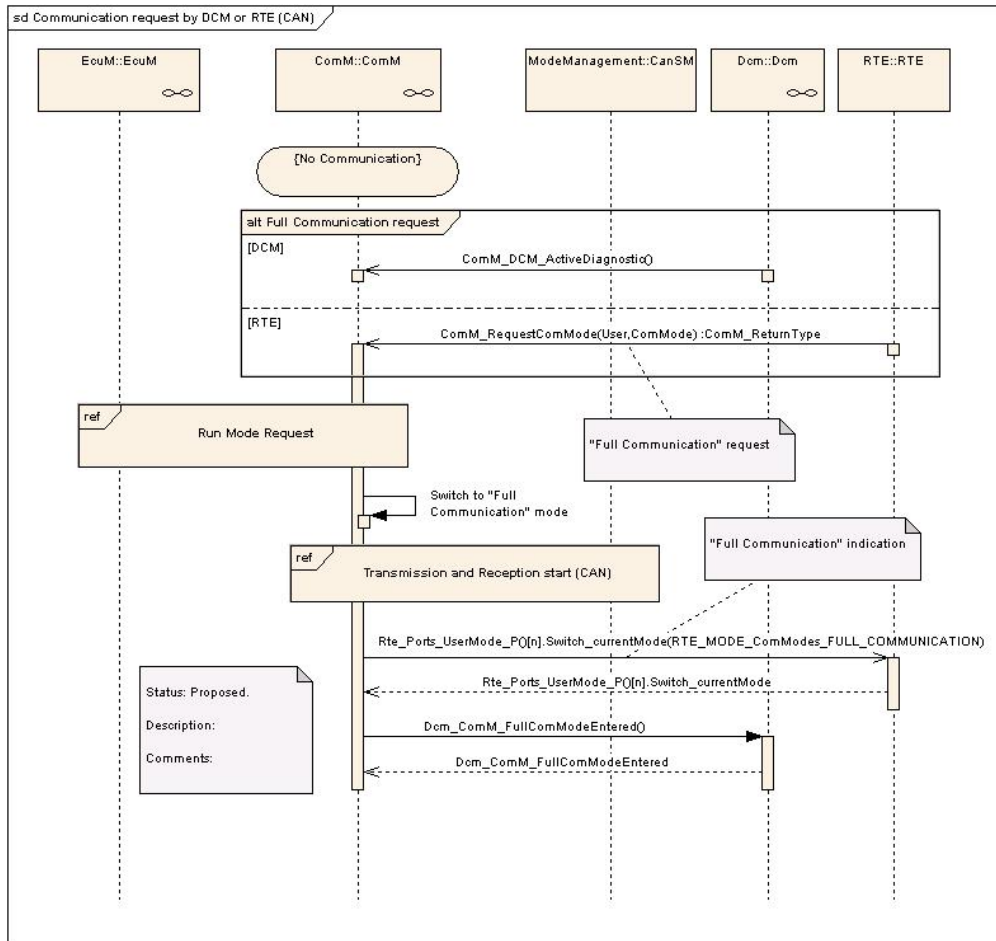 sd Communication request by DCM or RTE (CAN)
EcuM::EcuM
ComM::ComM
ModeManagement::CanSM
Dcm::Dcm
RTE::RTE
{No Communication}
alt Full Communication request
[DCM]
ComM_DCM_ActiveDiagnostic()
[RTE]
ComM_RequestComMode(User,ComMode) :ComM_ReturnType
ref
Run Mode Request
"Full Communication" request
Switch to "Full
Communication" mode
"Full Communication" indication
ref
Transmission and Reception start (CAN)
Rte_Ports_UserMode_P()[n].Switch_currentMode(RTE_MODE_ComModes_FULL_COMMUNICATION)
Rte_Ports_UserMode_P()[n].Switch_currentMode
Status: Proposed.
Description:
Comments:
Dcm_ComM_FullComModeEntered()
Dcm_ComM_FullComModeEntered